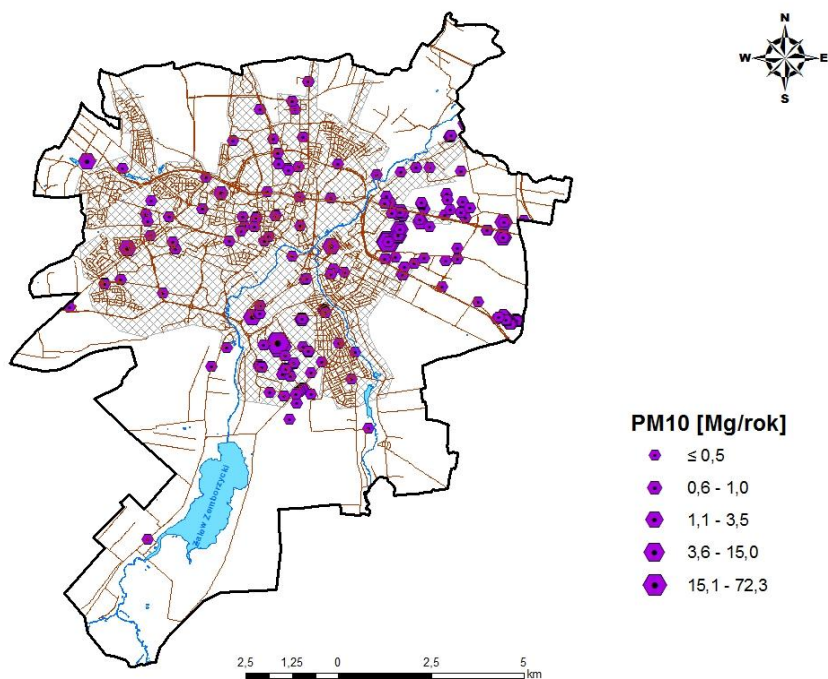 N
W E
S
Zalew Zemborzycki
PM10 [Mg/rok]
≤ 0,5
0,6 - 1,0
1,1 - 3,5
3,6 - 15,0
15,1 - 72,3
2,5 1,25 0 2,5 5
km